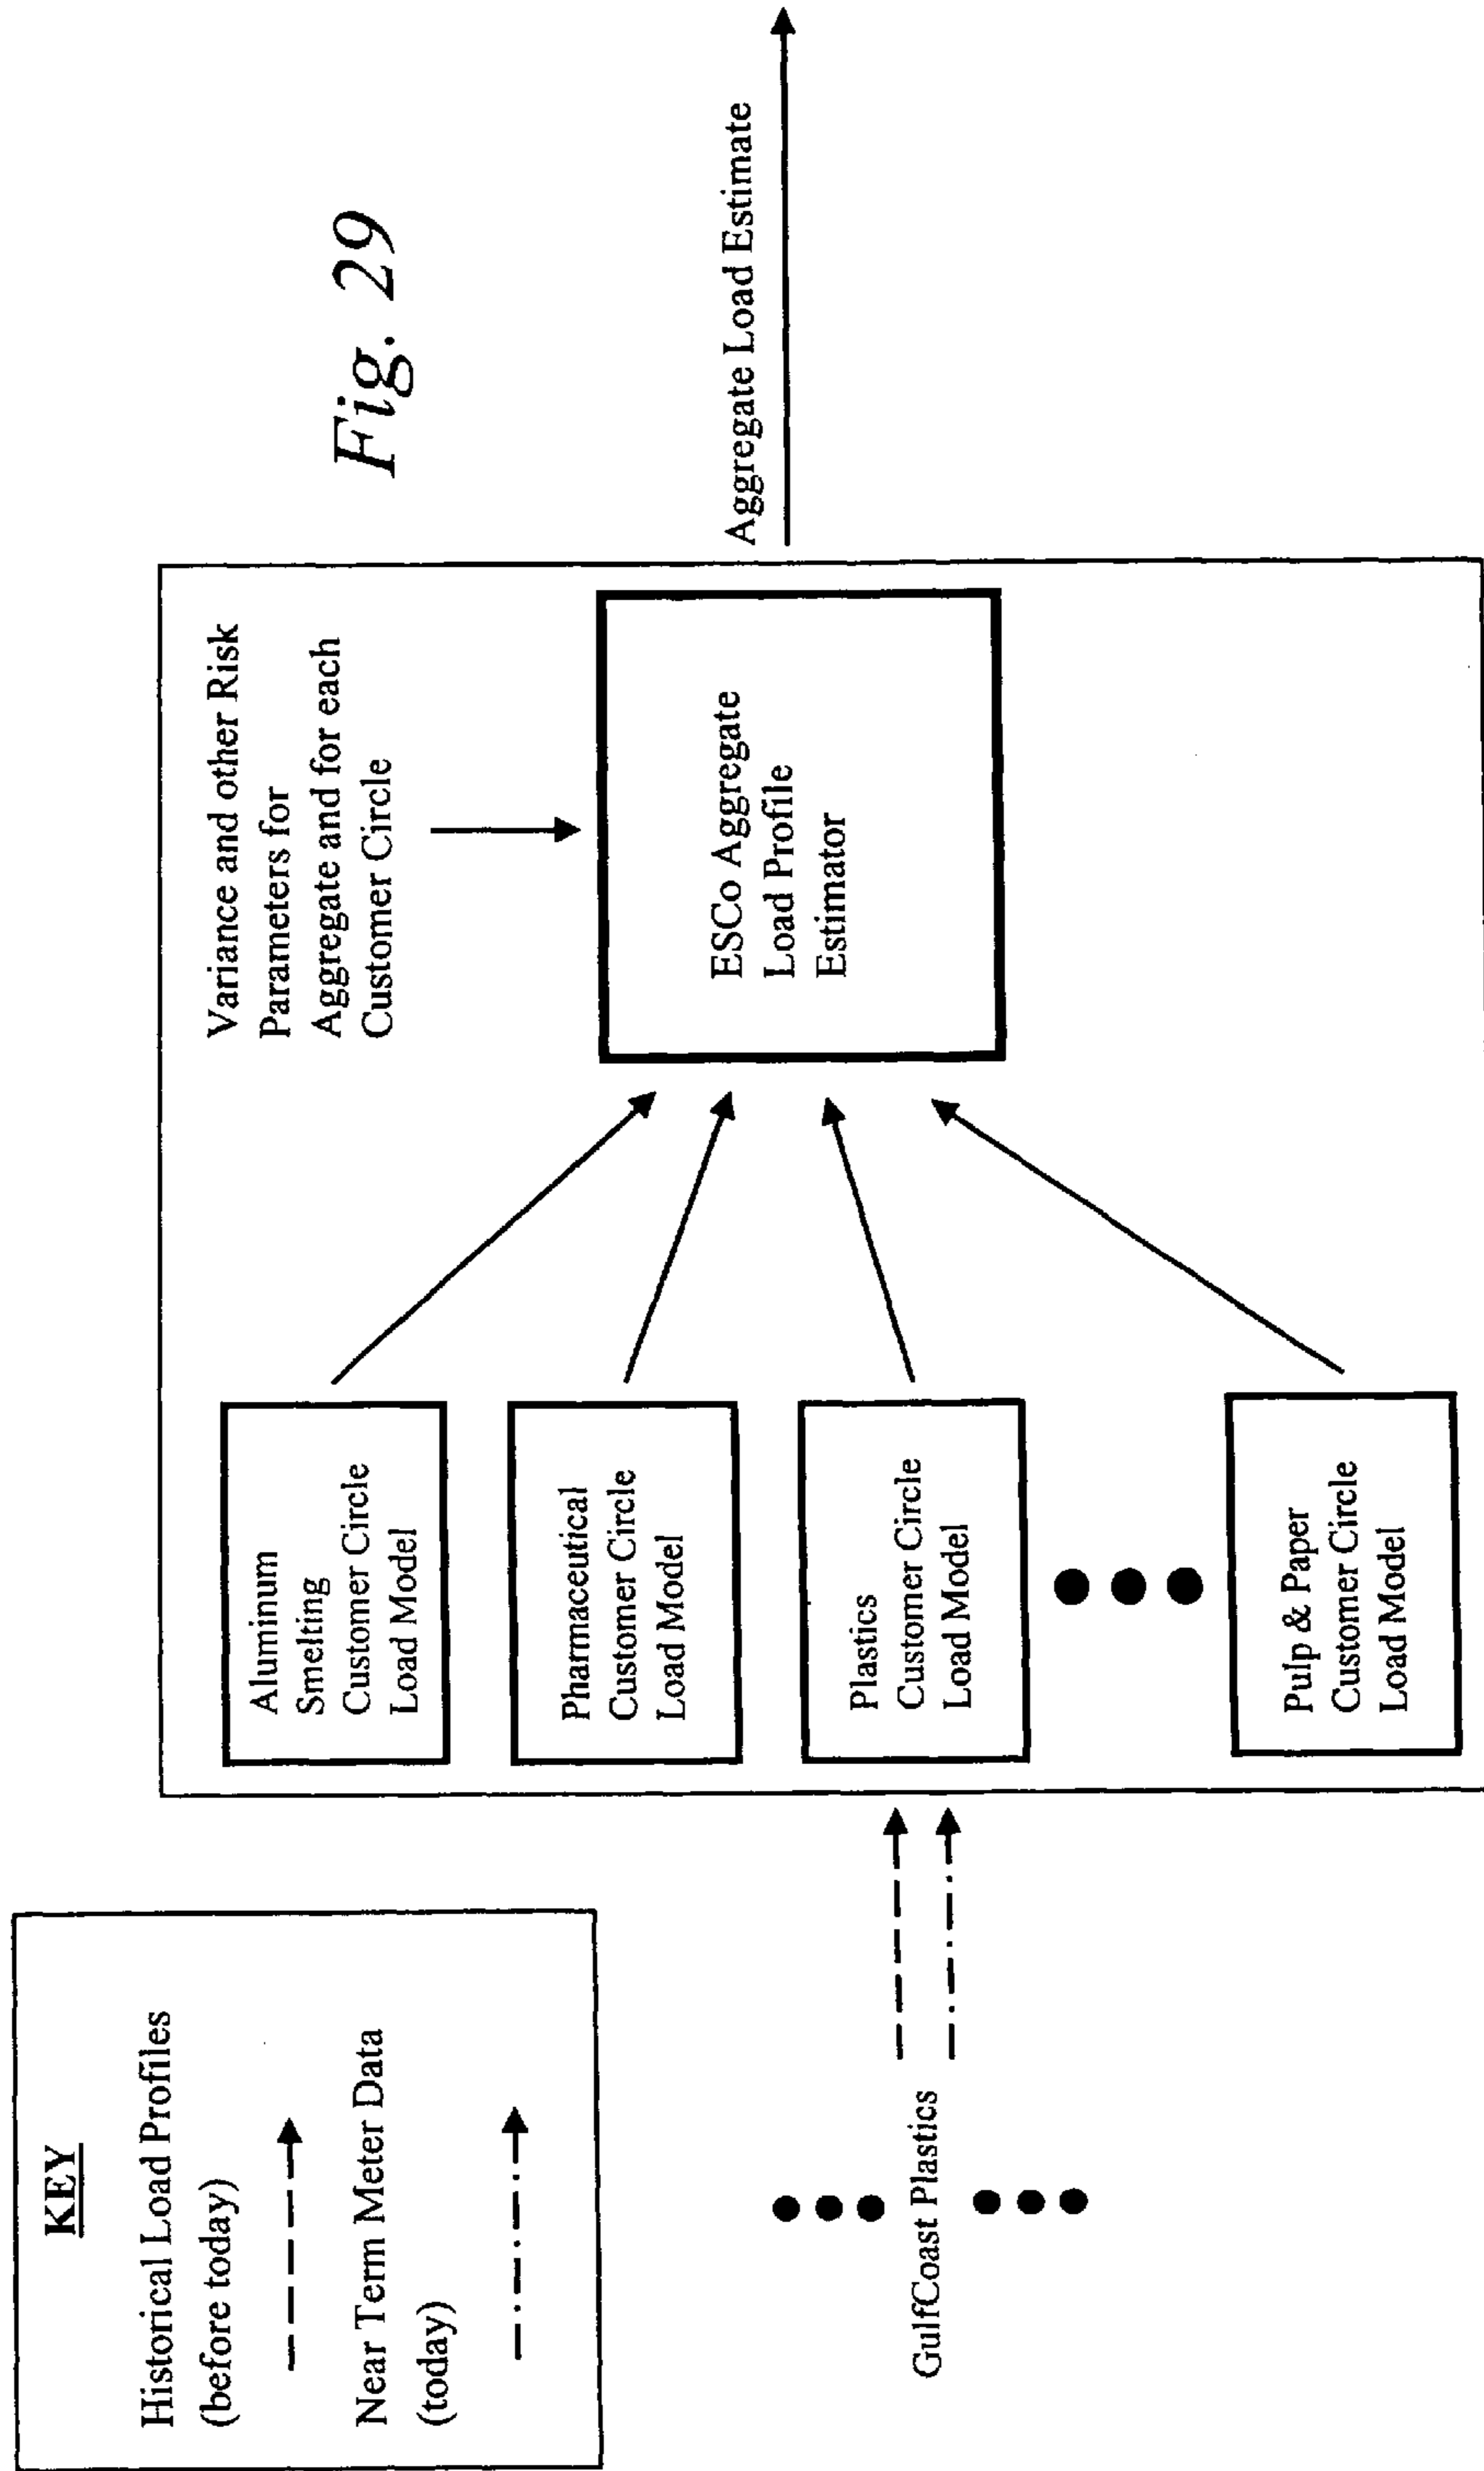 KEY
Historical Load Profiles
(before today)
Near Term Meter Data
(today)
GulfCoast Plastics
Aluminum
Smelting
Customer Circle
Load Model
Pharmaceutical
Customer Circle
Load Model
Plastics
Customer Circle
Load Model
Pulp & Paper
Customer Circle
Load Model
Variance and other Risk
Parameters for
Aggregate and for each
Customer Circle
ESCo Aggregate
Load Profile
Estimator
Aggregate Load Estimate
Fig. 29